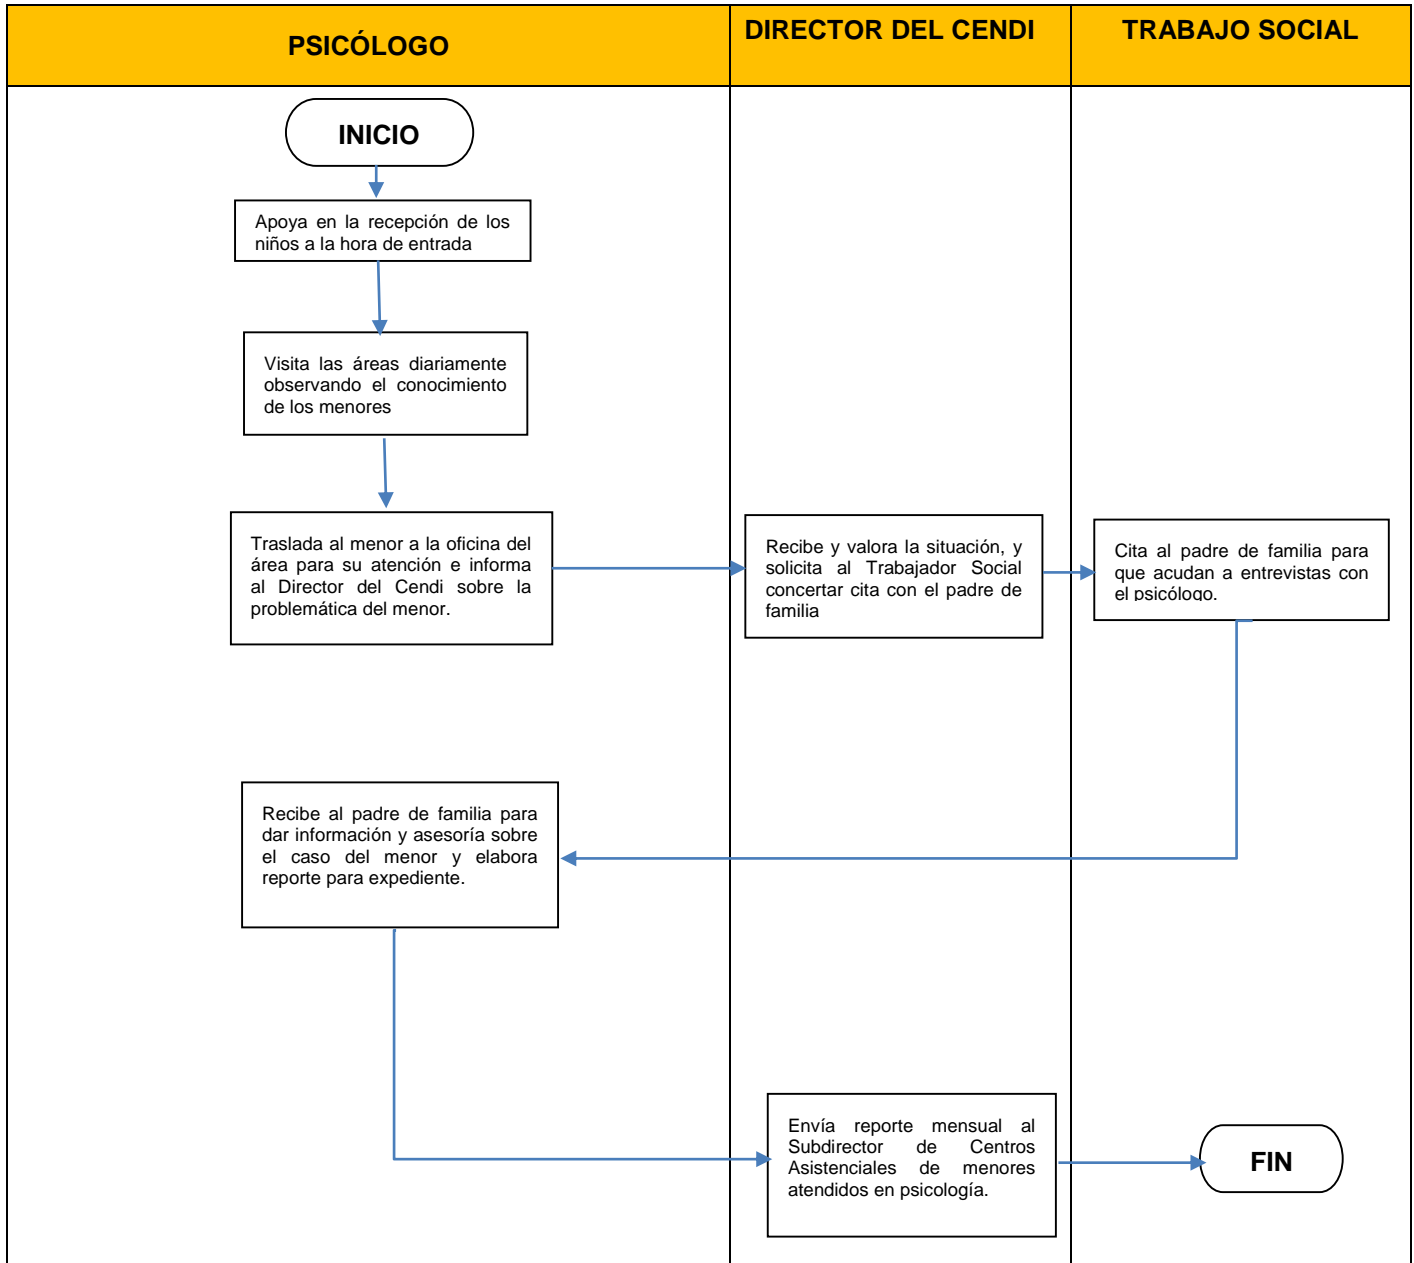 PSICÓLOGO
DIRECTOR DEL CENDI
TRABAJO SOCIAL
INICIO
Apoya en la recepción de los
niños a la hora de entrada
Visita las áreas diariamente
observando el conocimiento
de los menores
Traslada al menor a la oficina del
área para su atención e informa
al Director del Cendi sobre la
problemática del menor.
Recibe y valora la situación, y
solicita al Trabajador Social
concertar cita con el padre de
familia
Cita al padre de familia para
que acudan a entrevistas con
el psicólogo.
Recibe al padre de familia para
dar información y asesoría sobre
el caso del menor y elabora
reporte para expediente.
Envía reporte mensual al
Subdirector de Centros
Asistenciales de menores
atendidos en psicología.
FIN